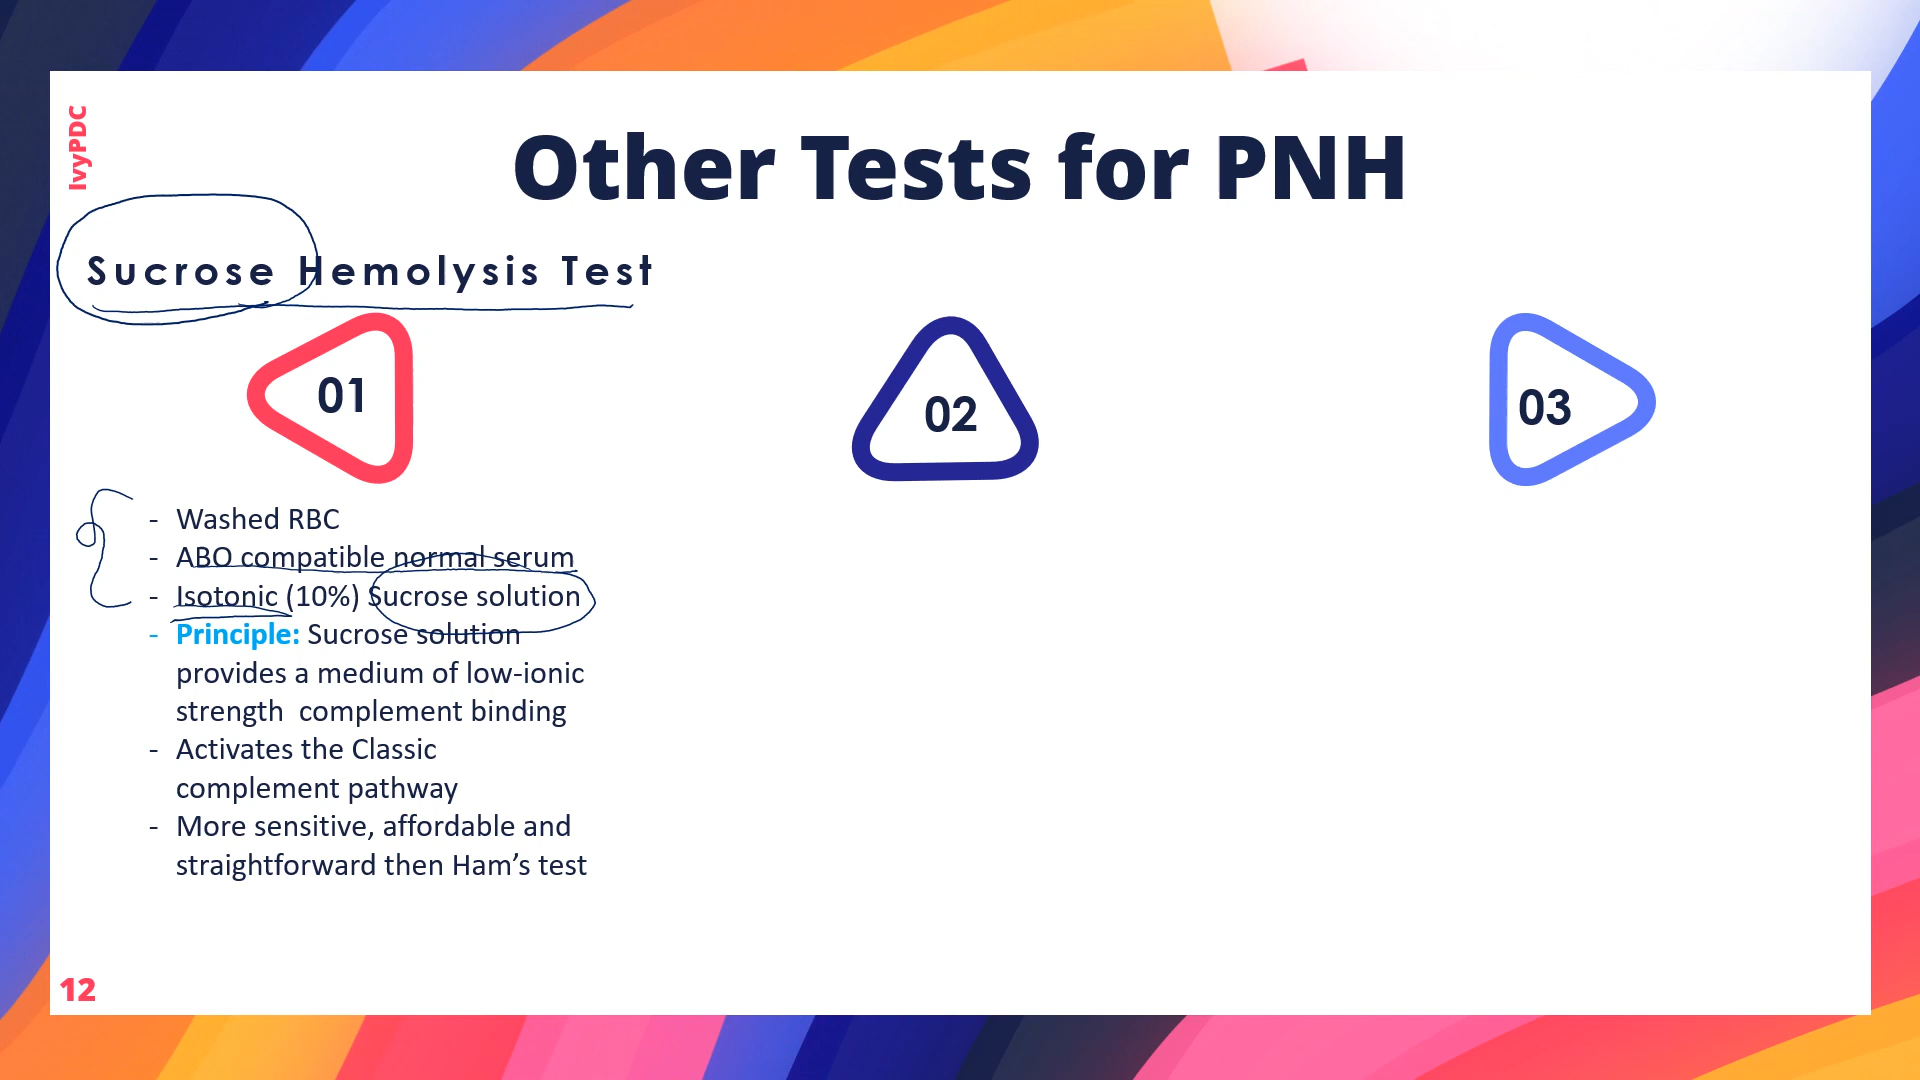 IvyPDC
Other Tests for PNH
Sucrose Hemolysis Test
01
02
03
- Washed RBC
- ABO compatible normal serum
- Isotonic (10%) Sucrose solution
- Principle: Sucrose solution
provides a medium of low-ionic
strength  complement binding
- Activates the Classic
complement pathway
- More sensitive, affordable and
straightforward then Ham’s test
12